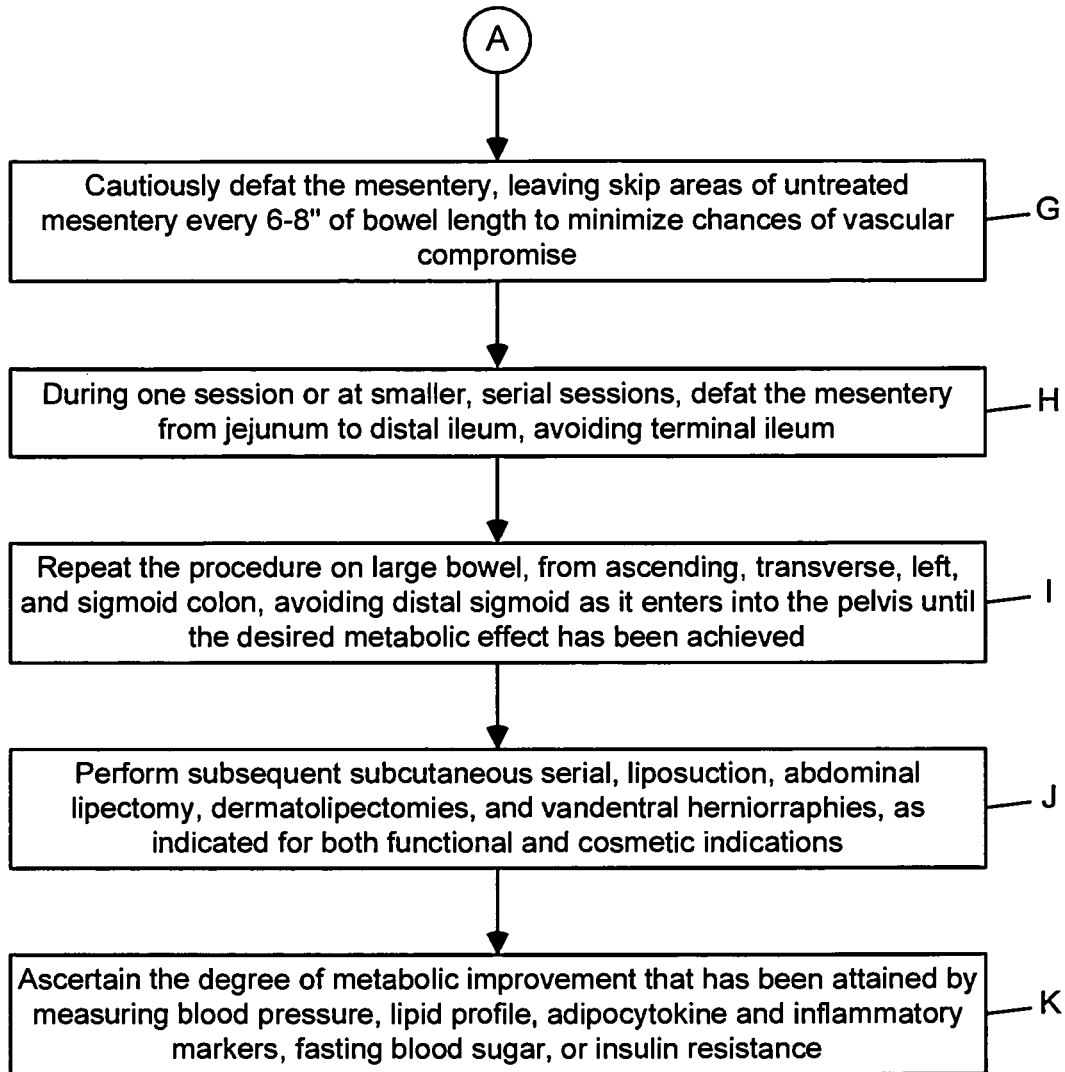 A
Cautiously defat the mesentery, leaving skip areas of untreated
mesentery every 6-8" of bowel length to minimize chances of vascular
compromise
G
During one session or at smaller, serial sessions, defat the mesentery
from jejunum to distal ileum, avoiding terminal ileum
H
Repeat the procedure on large bowel, from ascending, transverse, left,
and sigmoid colon, avoiding distal sigmoid as it enters into the pelvis until
the desired metabolic effect has been achieved
I
Perform subsequent subcutaneous serial, liposuction, abdominal
lipectomy, dermatolipectomies, and vandentral herniorraphies, as
indicated for both functional and cosmetic indications
J
Ascertain the degree of metabolic improvement that has been attained by
measuring blood pressure, lipid profile, adipocytokine and inflammatory
markers, fasting blood sugar, or insulin resistance
K